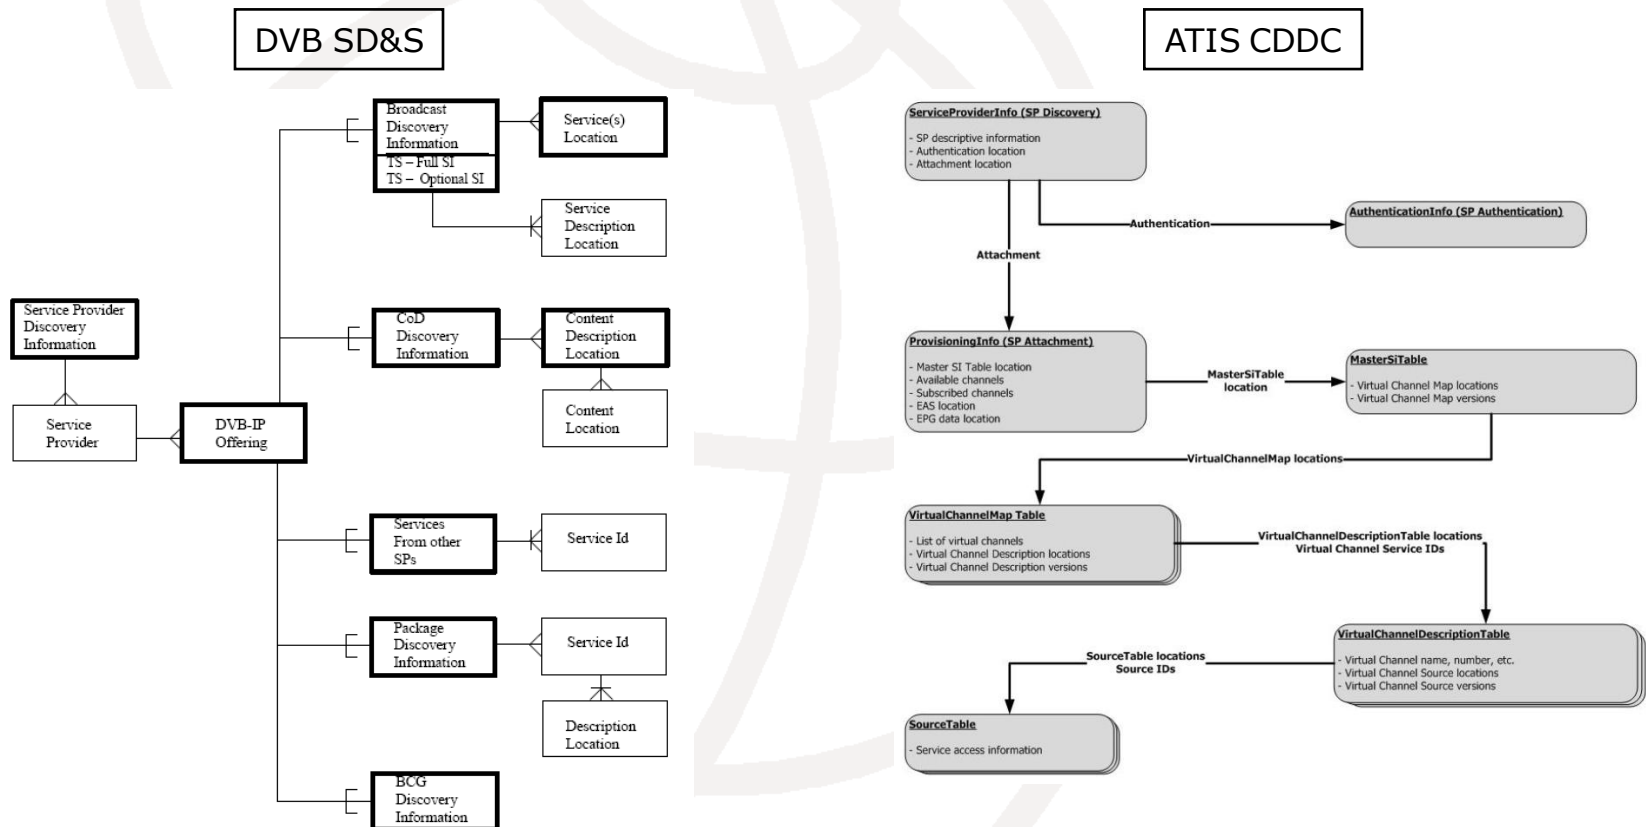 DVB SD&S
Broadcast
Discovery
Information
TS – Full SI
TS – Optional SI
Service(s)
Location
Service
Description
Location
Service Provider
Discovery
Information
Service
Provider
DVB-IP
Offering
CoD
Discovery
Information
Content
Description
Location
Content
Location
Services
From other
SPs
Service Id
Package
Discovery
Information
Service Id
Description
Location
BCG
Discovery
Information
ATIS CDDC
ServiceProviderInfo (SP Discovery)
- SP descriptive information
- Authentication location
- Attachment location
Authentication
AuthenticationInfo (SP Authentication)
Attachment
ProvisioningInfo (SP Attachment)
- Master SI Table location
- Available channels
- Subscribed channels
- EAS location
- EPG data location
MasterSiTable
location
MasterSiTable
- Virtual Channel Map locations
- Virtual Channel Map versions
VirtualChannelMap locations
VirtualChannelMap Table
- List of virtual channels
- Virtual Channel Description locations
- Virtual Channel Description versions
VirtualChannelDescriptionTable locations
Virtual Channel Service IDs
VirtualChannelDescriptionTable
- Virtual Channel name, number, etc.
- Virtual Channel Source locations
- Virtual Channel Source versions
SourceTable locations
Source IDs
SourceTable
- Service access information